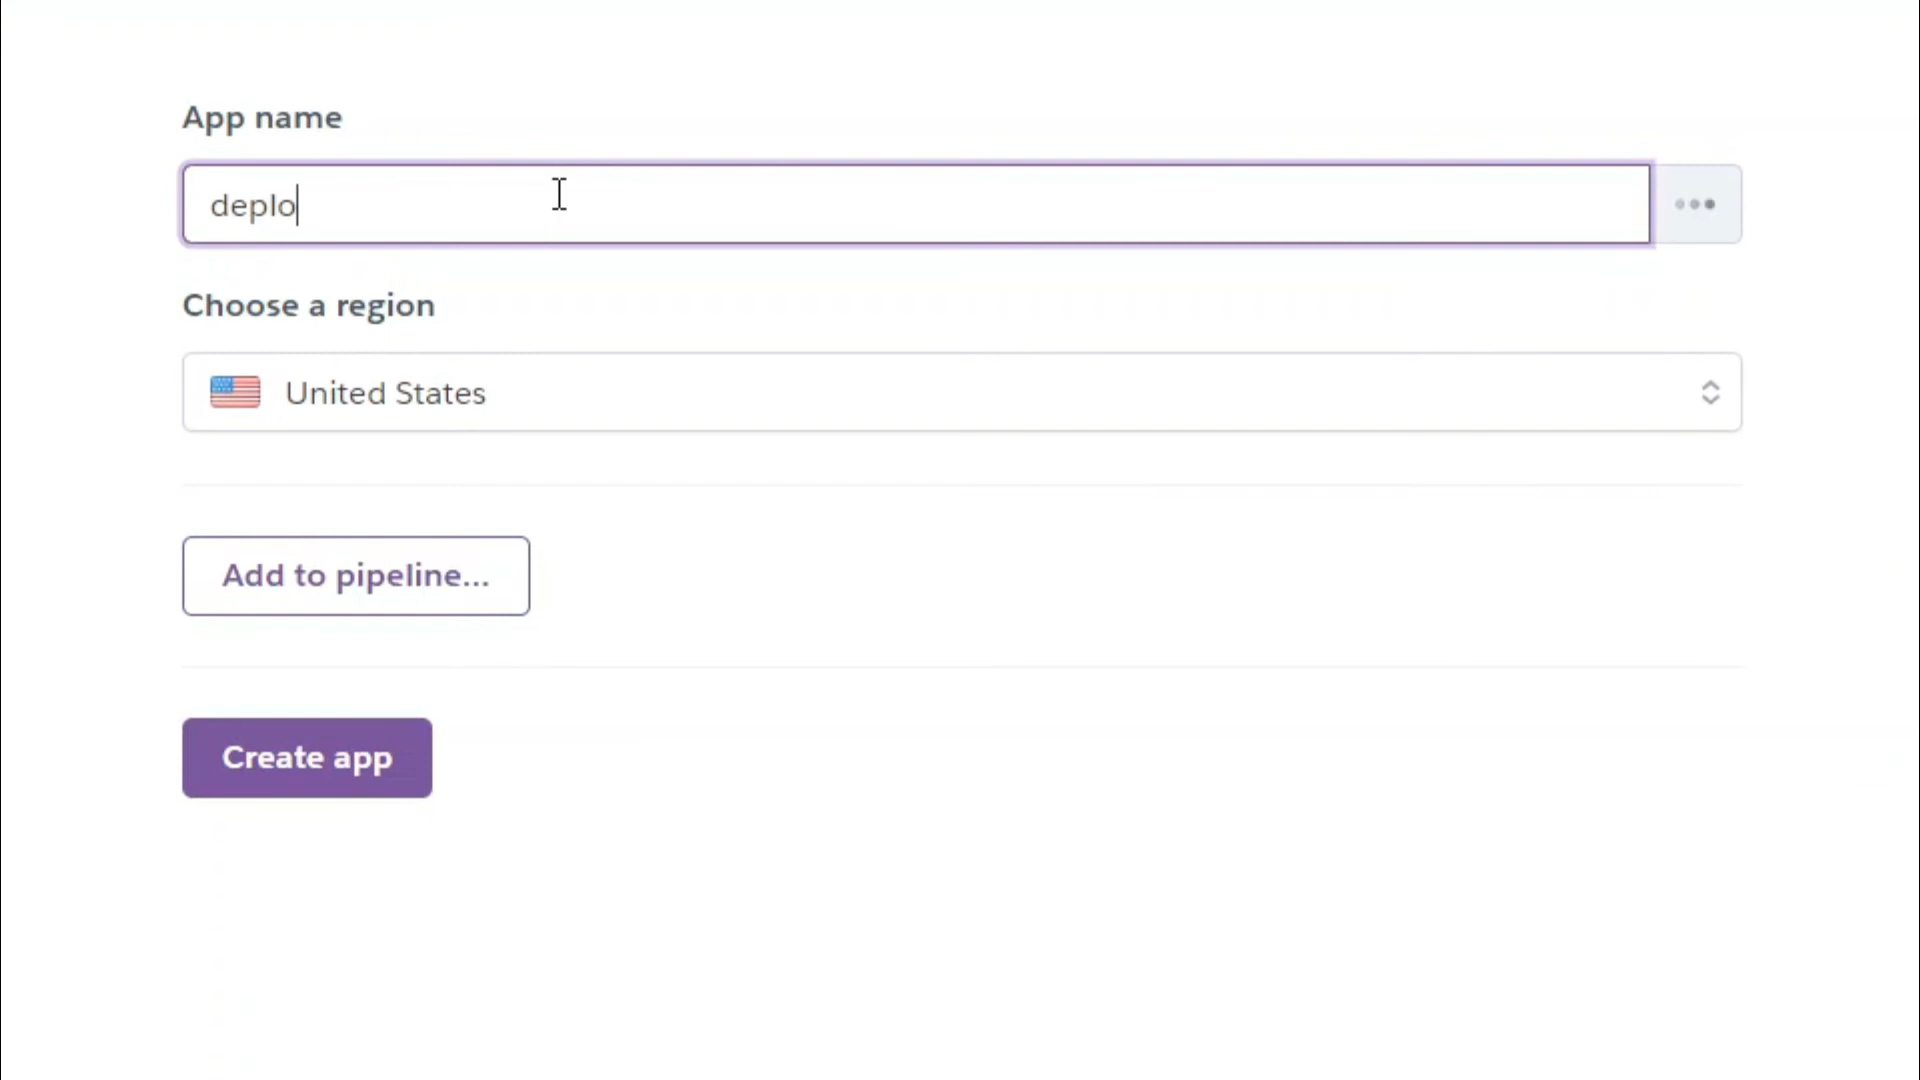 App name
deplo
Choose a region
United States
Add to pipeline...
Create app